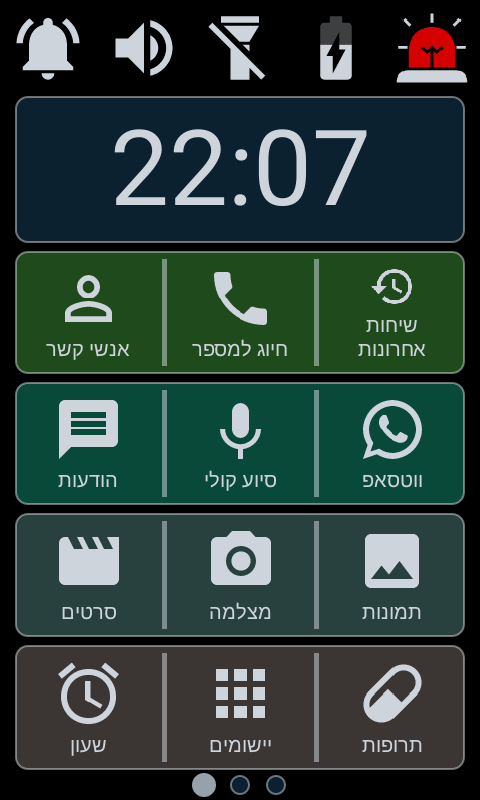 22:07
שיחות
אחרונות
חיוג למספר
אנשי קשר
ווטסאפ
סיוע קולי
הודעות
תמונות
מצלמה
סרטים
תרופות
יישומים
שעון